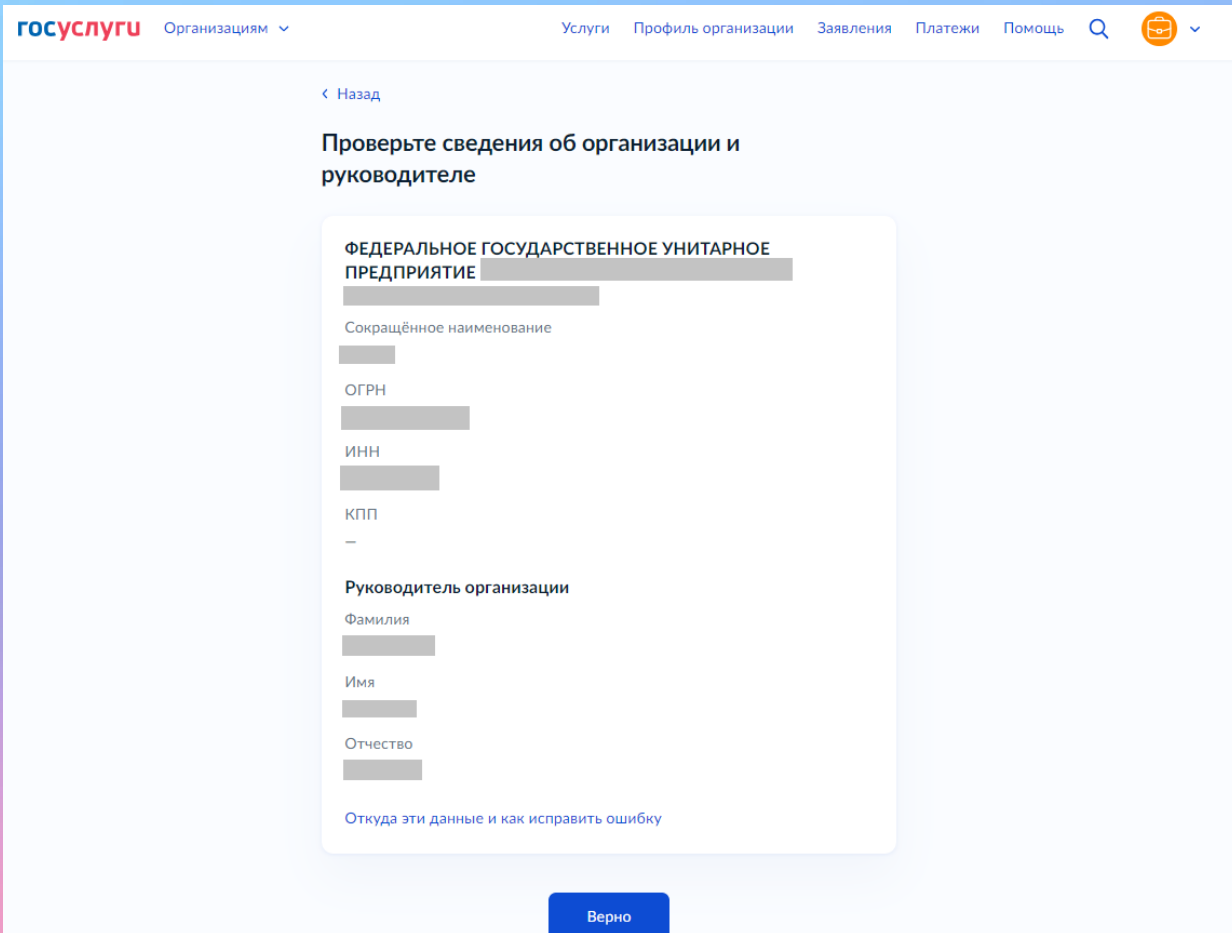 госуслуги Организациям Услуги Профиль организации Заявления Платежи Помощь
Назад
Проверьте сведения об организации и
руководителе
ФЕДЕРАЛЬНОЕ ГОСУДАРСТВЕННОЕ УНИТАРНОЕ
ПРЕДПРИЯТИЕ
Сокращённое наименование
ОГРН
ИНН
КПП
—
Руководитель организации
Фамилия
Имя
Отчество
Откуда эти данные и как исправить ошибку
Верно